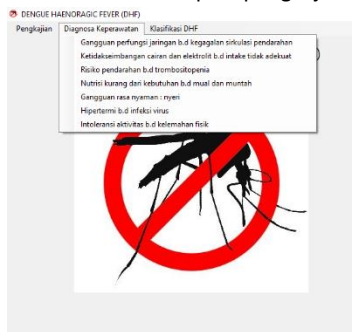 DENGUE HAENORAGIC FEVER (DHF)
Pengkajian Diagnosa Keperawatan Klasifikasi DHF
Gangguan perfungsi jaringan b.d kegagalan sirkulasi pendarahan
Ketidakseimbangan cairan dan elektrolit b.d intake tidak adekuat
Risiko pendarahan b.d trombositopenia
Nutrisi kurang dari kebutuhan b.d mual dan muntah
Gangguan rasa nyaman : nyeri
Hipertermi b.d infeksi virus
Intoleransi aktivitas b.d kelemahan fisik